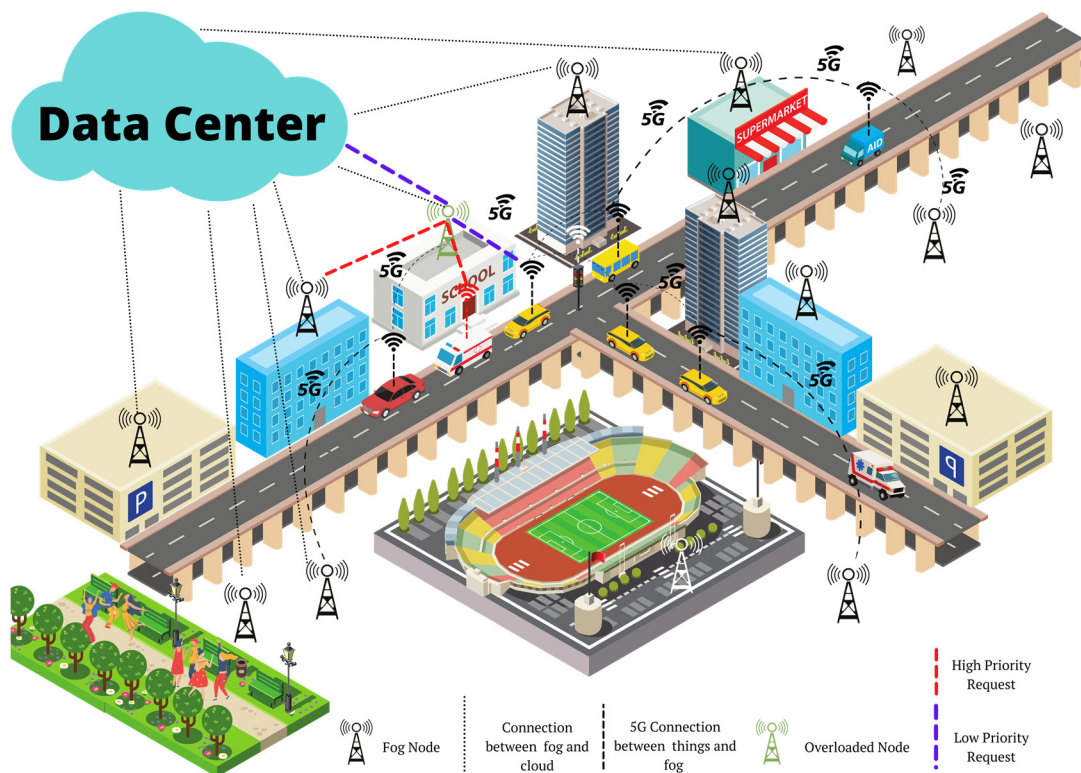 Data Center
5G
5G
SUPERMARKET
AID
5G
5G
5G
SCHOOL
5G
5G
5G
P
P
High Priority
Request
Fog Node
Connection
between fog and
cloud
5G Connection
between things and
fog
Overloaded Node
Low Priority
Request